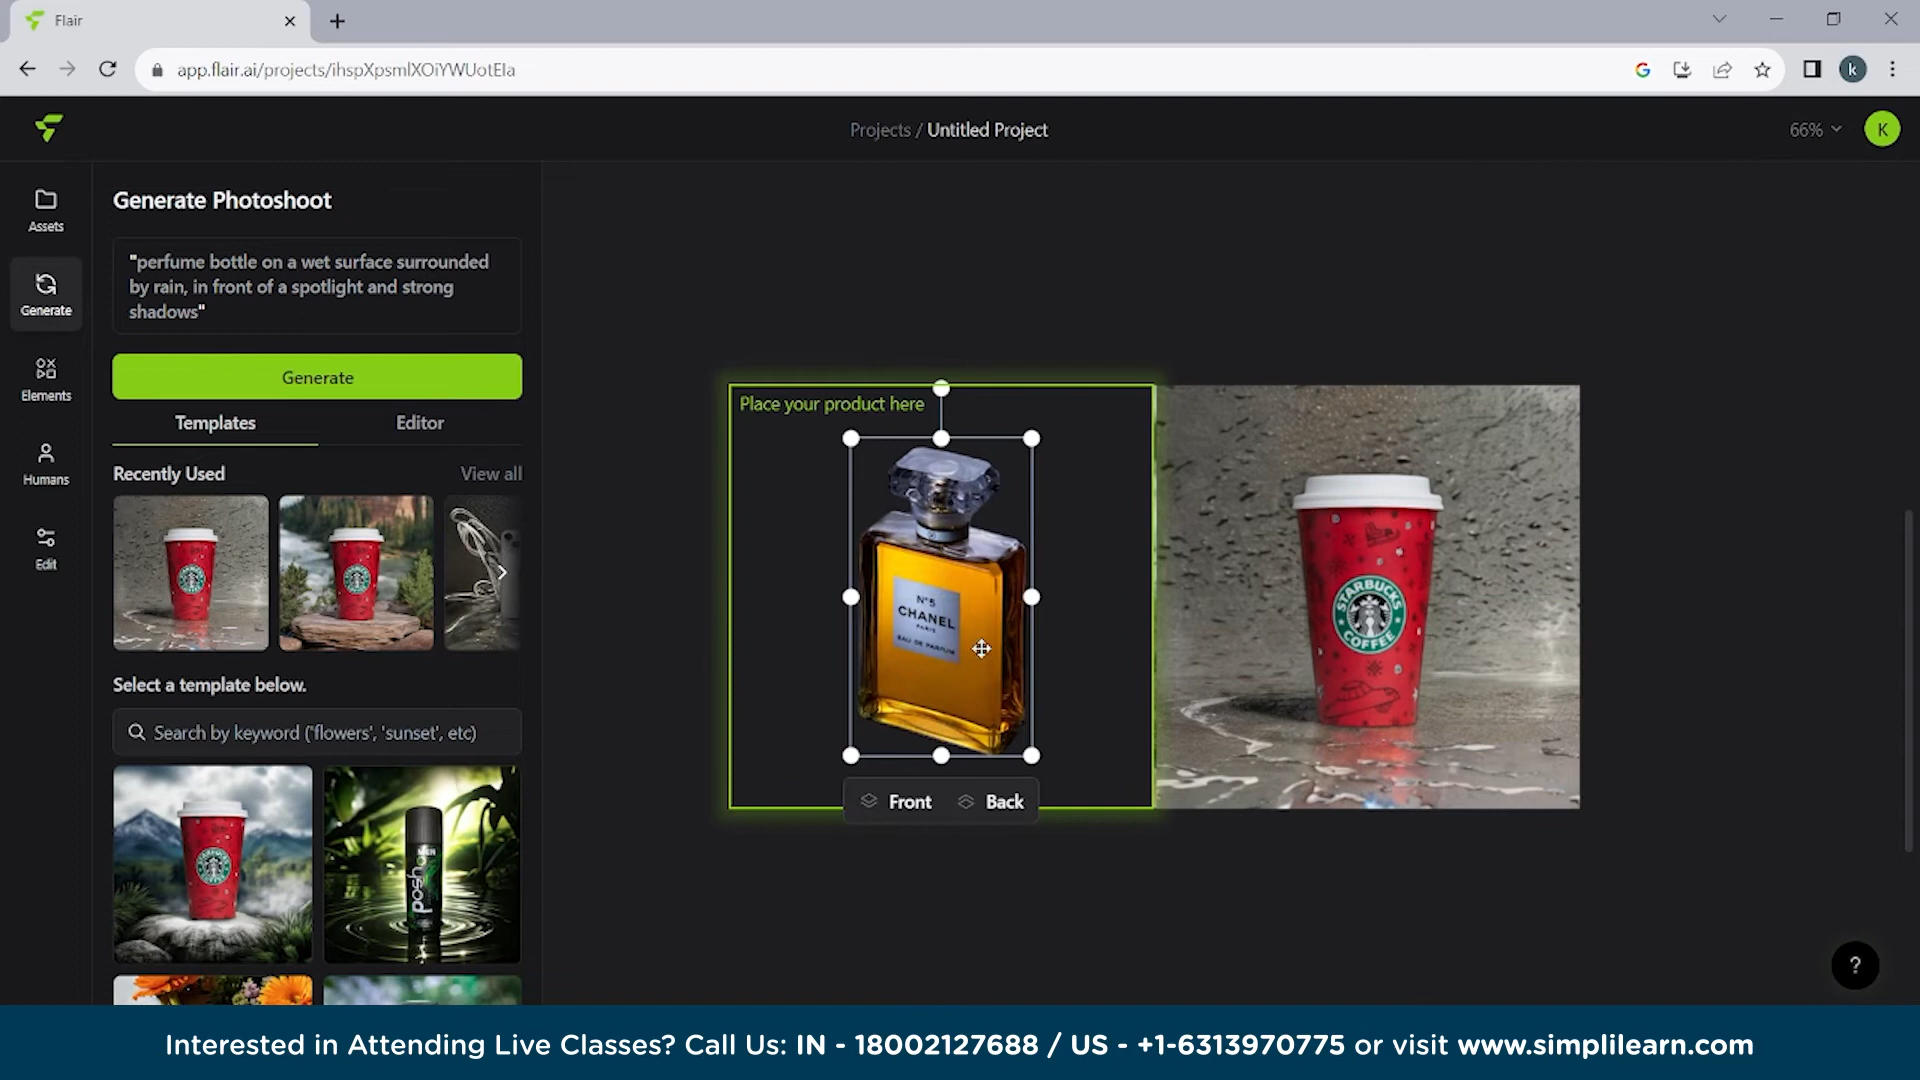 Flair
app.flair.ai/projects/ihspXpsmlXOiYWUotEla
k
Projects / Untitled Project
66%
K
Assets
Generate
Elements
Humans
Edit
Generate Photoshoot
"perfume bottle on a wet surface surrounded
by rain, in front of a spotlight and strong
shadows"
Generate
Templates
Editor
Recently Used
View all
Select a template below.
Search by keyword ('flowers', 'sunset', etc)
MEN
posh
Place your product here
N°5
CHANEL
PARIS
EAU DE PARFUM
Front
Back
STARBUCKS
COFFEE
?
Interested in Attending Live Classes? Call Us: IN - 18002127688 / US - +1-6313970775 or visit www.simplilearn.com